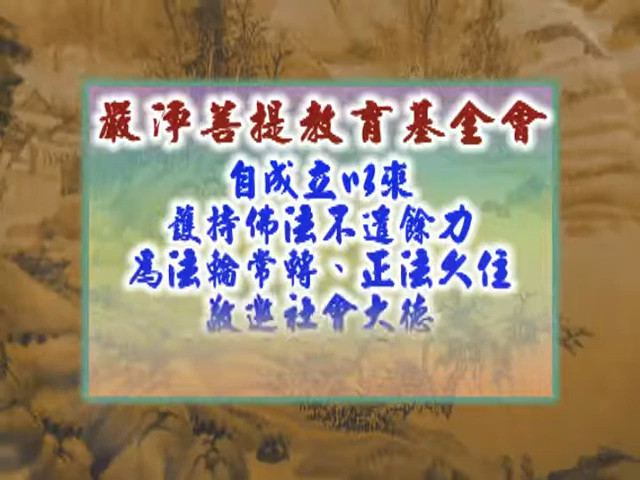 嚴淨菩提教育基金會
自成立以來
護持佛法不遺餘力
為法輪常轉、正法久住
敬邀社會大德